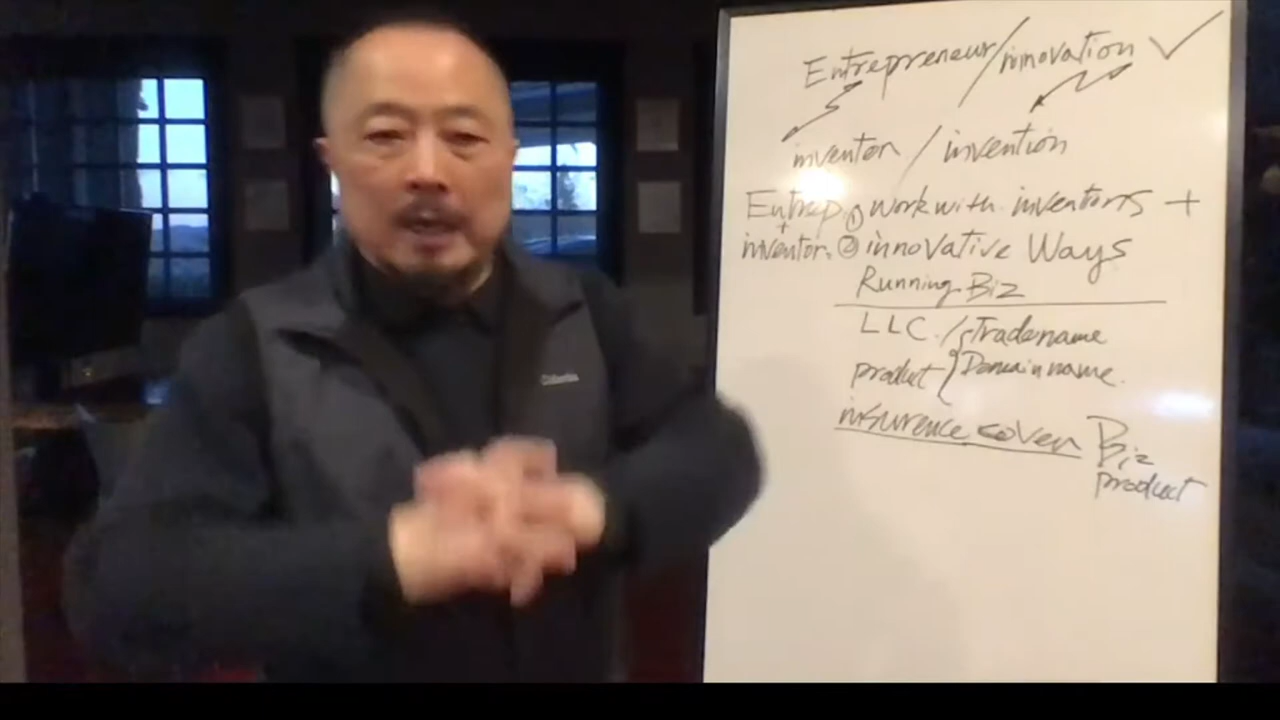 Entrepreneur/innovation ✓
inventor / invention
Entrep. ① work with inventors +
+
inventor. ② innovative Ways
Running Biz
LLC. / Tradename
product } Domain name.
insurence cover Biz
product
Columbia